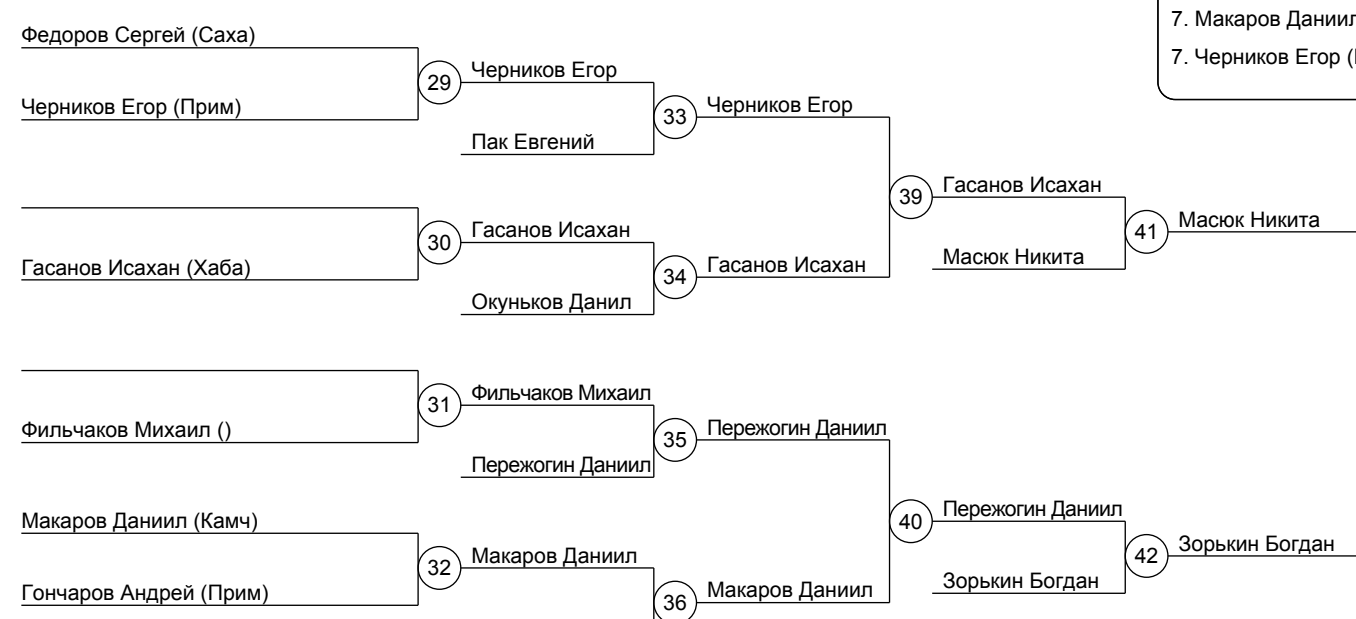 7. Макаров Даниил
7. Черников Егор (
Федоров Сергей (Саха)
29
Черников Егор
Черников Егор (Прим)
33
Черников Егор
Пак Евгений
39
Гасанов Исахан
30
Гасанов Исахан
41
Масюк Никита
Гасанов Исахан (Хаба)
34
Гасанов Исахан
Масюк Никита
Окуньков Данил
31
Фильчаков Михаил
Фильчаков Михаил ()
35
Пережогин Даниил
Пережогин Даниил
Макаров Даниил (Камч)
40
Пережогин Даниил
32
Макаров Даниил
42
Зорькин Богдан
Гончаров Андрей (Прим)
36
Макаров Даниил
Зорькин Богдан